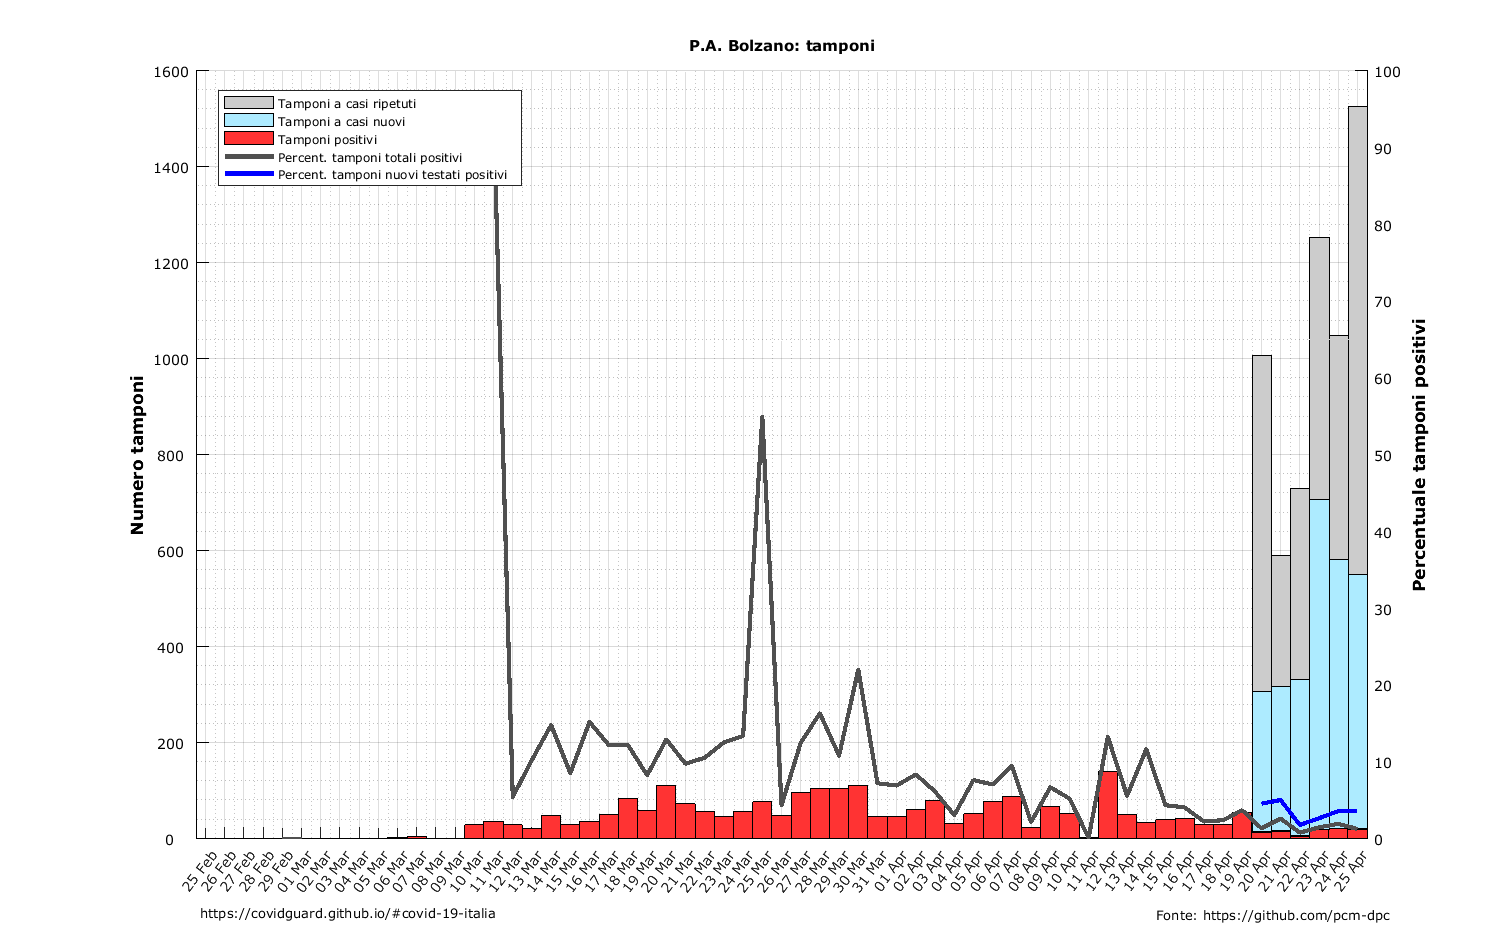 P.A. Bolzano: tamponi
1600
1400
1200
1000
800
600
400
200
0
Numero tamponi
Tamponi a casi ripetuti
Tamponi a casi nuovi
Tamponi positivi
Percent. tamponi totali positivi
Percent. tamponi nuovi testati positivi
100
90
80
70
60
50
40
30
20
10
0
Percentuale tamponi positivi
25 Feb
26 Feb
27 Feb
28 Feb
29 Feb
01 Mar
02 Mar
03 Mar
04 Mar
05 Mar
06 Mar
07 Mar
08 Mar
09 Mar
10 Mar
11 Mar
12 Mar
13 Mar
14 Mar
15 Mar
16 Mar
17 Mar
18 Mar
19 Mar
20 Mar
21 Mar
22 Mar
23 Mar
24 Mar
25 Mar
26 Mar
27 Mar
28 Mar
29 Mar
30 Mar
31 Mar
01 Apr
02 Apr
03 Apr
04 Apr
05 Apr
06 Apr
07 Apr
08 Apr
09 Apr
10 Apr
11 Apr
12 Apr
13 Apr
14 Apr
15 Apr
16 Apr
17 Apr
18 Apr
19 Apr
20 Apr
21 Apr
22 Apr
23 Apr
24 Apr
25 Apr
https://covidguard.github.io/#covid-19-italia
Fonte: https://github.com/pcm-dpc